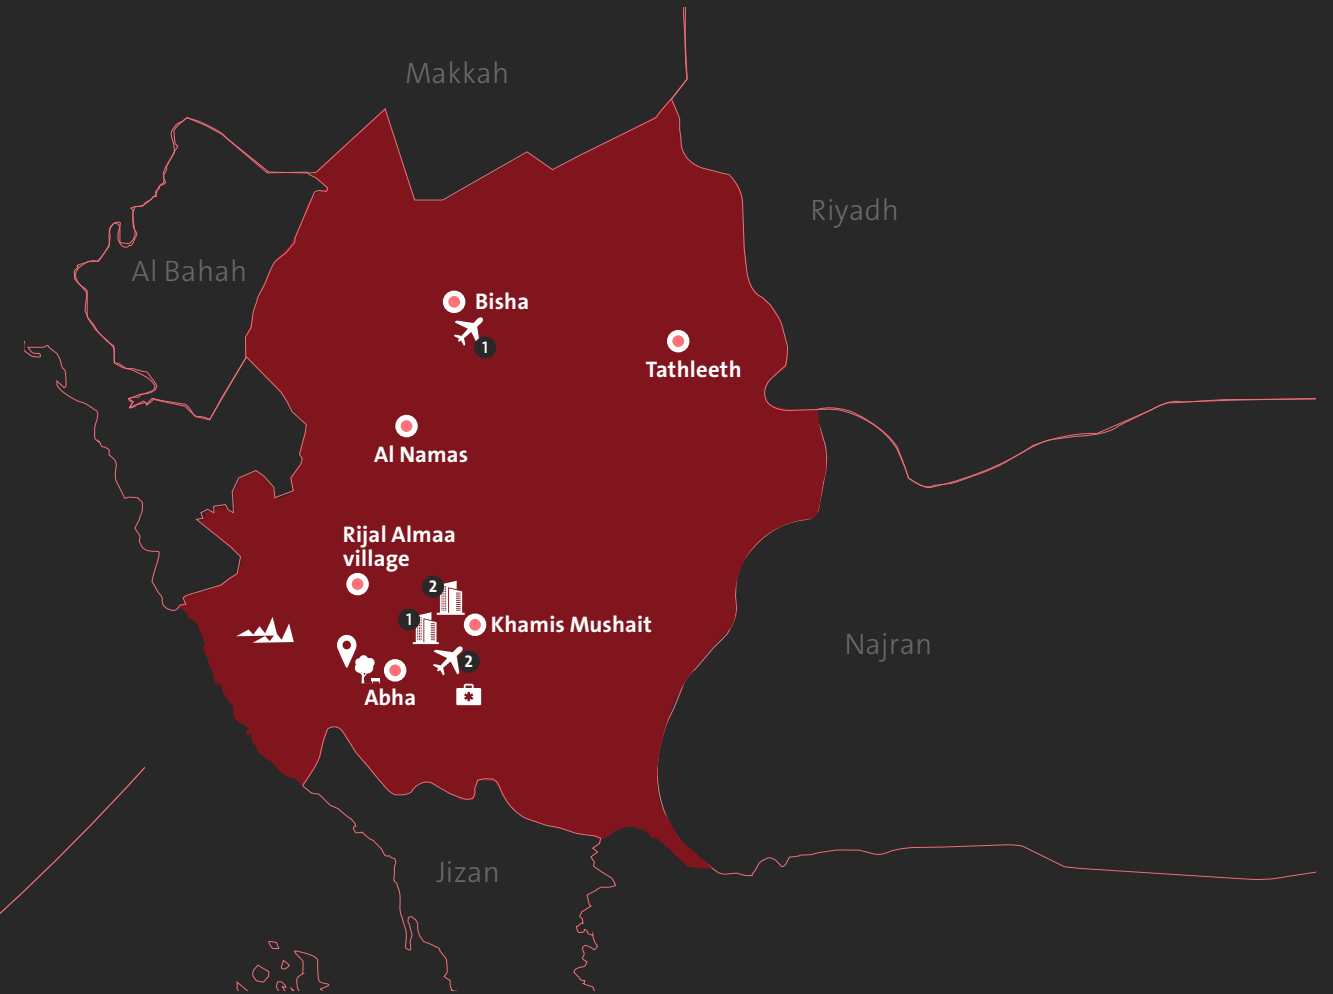 Makkah
Riyadh
Al Bahah
Bisha
1
Tathleeth
Al Namas
Rijal Almaa
village
2
1
Khamis Mushait
Najran
2
Abha
Jizan